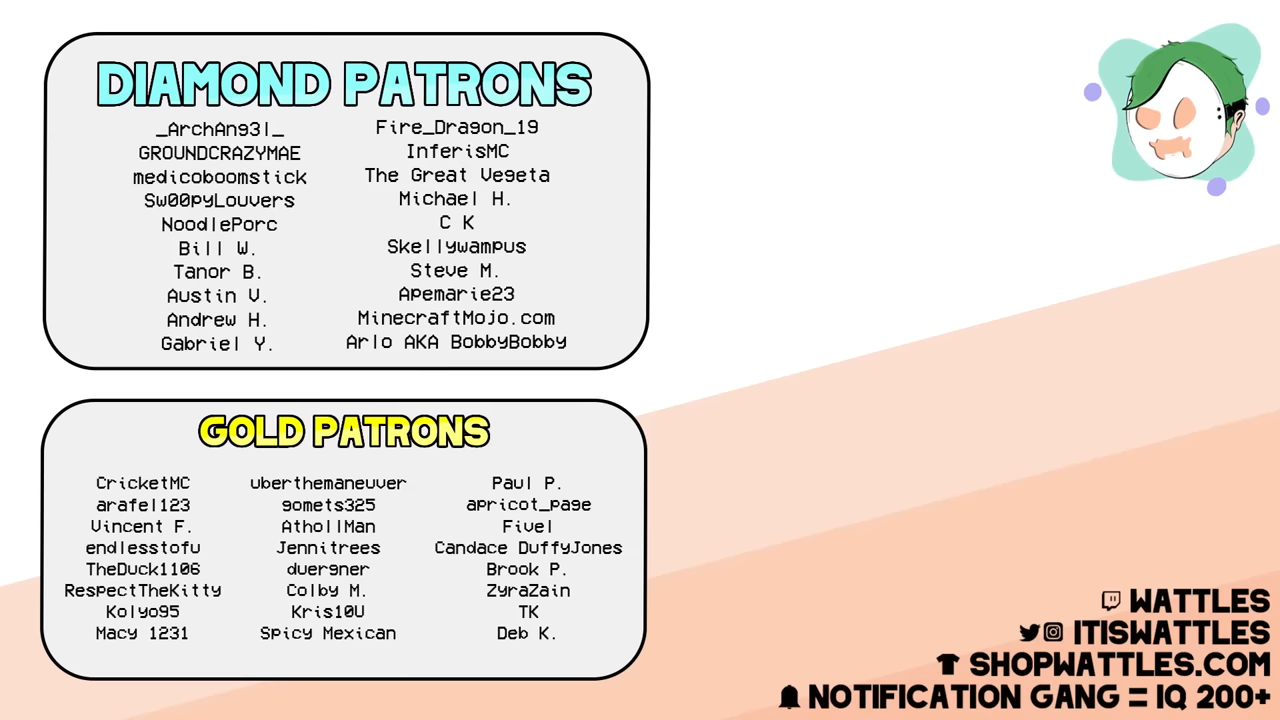 DIAMOND PATRONS
_ArchAng3l_
GROUNDCRAZYMAE
medicoboomstick
Sw00pyLouvers
NoodlePorc
Bill W.
Tanor B.
Austin V.
Andrew H.
Gabriel Y.
Fire_Dragon_19
InferisMC
The Great Vegeta
Michael H.
C K
Skellywampus
Steve M.
Apemarie23
MinecraftMojo.com
Arlo AKA BobbyBobby
GOLD PATRONS
CricketMC
arafel123
Vincent F.
endlesstofu
TheDuck1106
RespectTheKitty
Kolyo95
Macy 1231
uberthemaneuver
gomets325
AthollMan
Jennitrees
duergner
Colby M.
Kris10U
Spicy Mexican
Paul P.
apricot_page
Fivel
Candace DuffyJones
Brook P.
ZyraZain
TK
Deb K.
WATTLES
ITISWATTLES
SHOPWATTLES.COM
NOTIFICATION GANG = IQ 200+